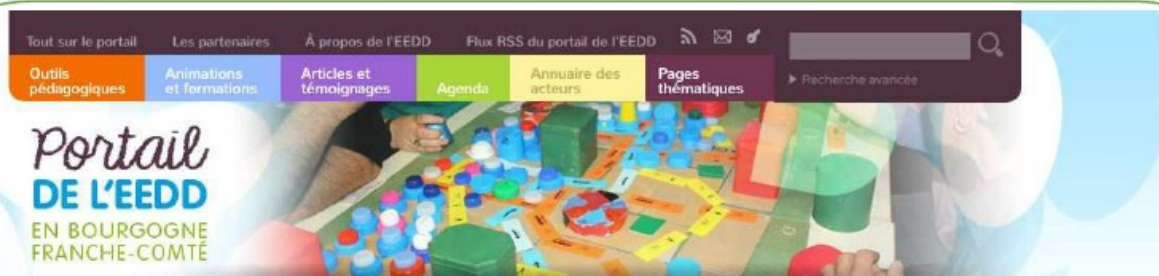 Tout sur le portail Les partenaires À propos de l'EEDD Flux RSS du portail de l'EEDD
Outils pédagogiques
Animations et formations
Articles et témoignages
Agenda
Annuaire des acteurs
Pages thématiques
Recherche avancée
Portail
DE L'EEDD
EN BOURGOGNE
FRANCHE-COMTÉ